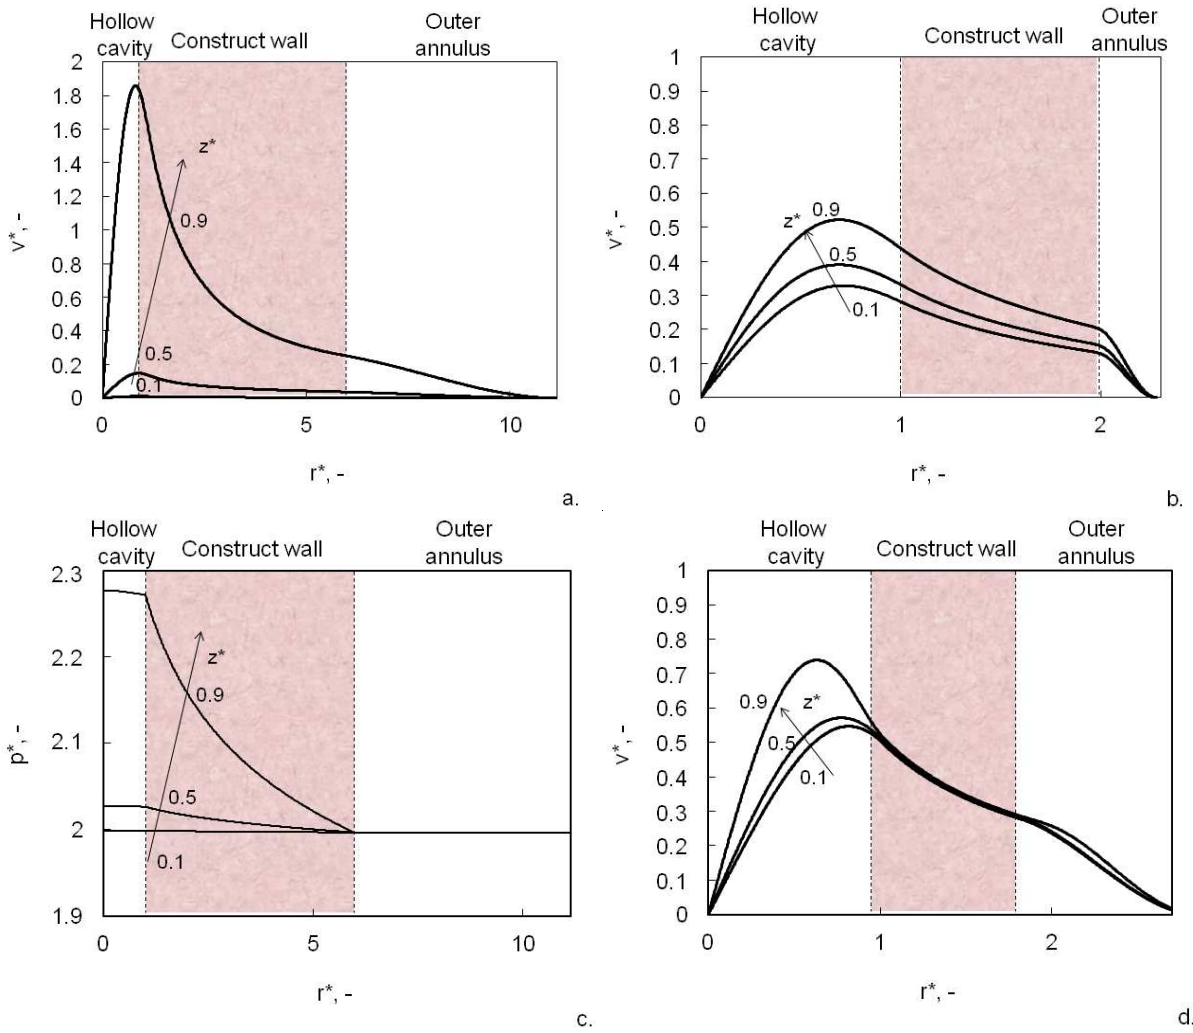 Hollow
cavity
Construct wall
Outer
annulus
2
1.8
1.6
1.4
1.2
1
0.8
0.6
0.4
0.2
0
v*, -
z*
0.9
0.5
0.1
0
5
10
r*, -
a.
Hollow
cavity
Construct wall
Outer
annulus
1
0.9
0.8
0.7
0.6
0.5
0.4
0.3
0.2
0.1
0
v*, -
z*
0.9
0.5
0.1
0
1
2
r*, -
b.
Hollow
cavity
Construct wall
Outer
annulus
2.3
2.2
2.1
2
1.9
p*, -
z*
0.9
0.5
0.1
0
5
10
r*, -
c.
Hollow
cavity
Construct wall
Outer
annulus
1
0.9
0.8
0.7
0.6
0.5
0.4
0.3
0.2
0.1
0
v*, -
0.9
z*
0.5
0.1
0
1
2
r*, -
d.